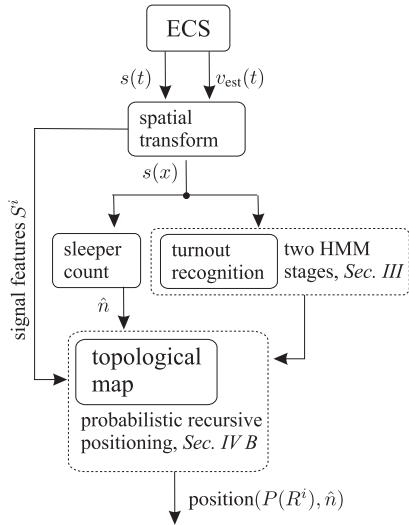 ECS
s(t)
v_est(t)
spatial
transform
s(x)
signal features S^i
sleeper
count
turnout
recognition
two HMM
stages, Sec. III
n̂
topological
map
probabilistic recursive
positioning, Sec. IV B
position(P(R^i), n̂)